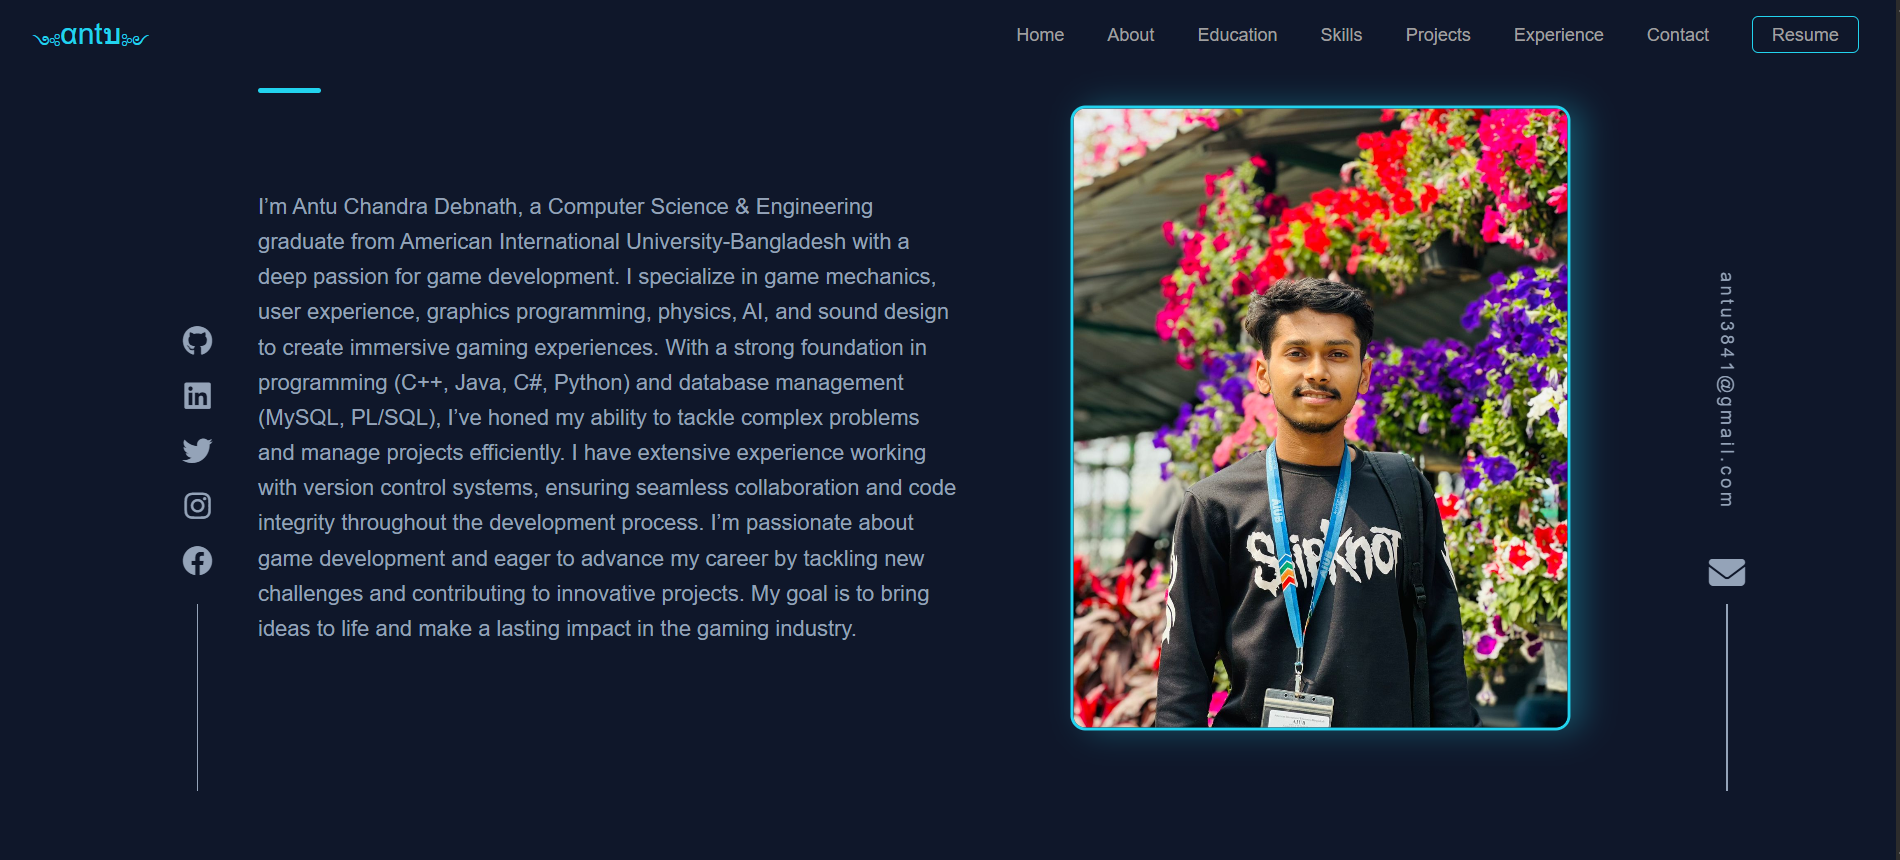 antu
Home About Education Skills Projects Experience Contact Resume
I’m Antu Chandra Debnath, a Computer Science & Engineering
graduate from American International University-Bangladesh with a
deep passion for game development. I specialize in game mechanics,
user experience, graphics programming, physics, AI, and sound design
to create immersive gaming experiences. With a strong foundation in
programming (C++, Java, C#, Python) and database management
(MySQL, PL/SQL), I’ve honed my ability to tackle complex problems
and manage projects efficiently. I have extensive experience working
with version control systems, ensuring seamless collaboration and code
integrity throughout the development process. I’m passionate about
game development and eager to advance my career by tackling new
challenges and contributing to innovative projects. My goal is to bring
ideas to life and make a lasting impact in the gaming industry.
in
AIUB
AIUB
Slipknot
AIUB
antu3841@gmail.com